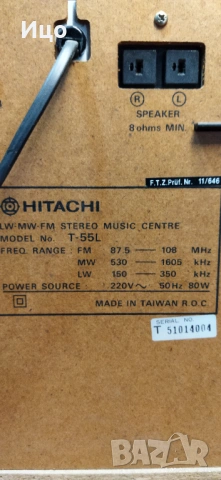 Ицо
R L
SPEAKER
8 ohms MIN.
F.T.Z. Prüf. Nr. 11/646
HITACHI
LW·MW·FM STEREO MUSIC CENTRE
MODEL No. T-55L
FREQ. RANGE : FM 87.5 — 108 MHz
MW 530 — 1605 kHz
LW. 150 — 350 kHz
POWER SOURCE : 220V~ 50Hz 80W
MADE IN TAIWAN R.O.C.
SERIAL NO.
T 51014004
bazar.bg